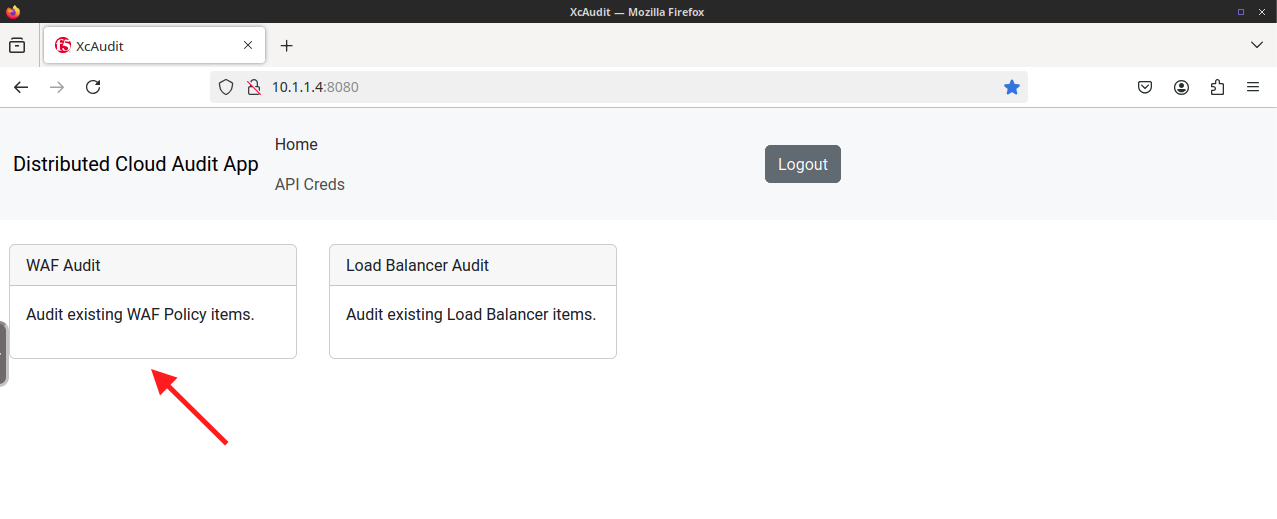 XcAudit — Mozilla Firefox
XcAudit
10.1.1.4:8080
Distributed Cloud Audit App
Home
API Creds
Logout
WAF Audit
Audit existing WAF Policy items.
Load Balancer Audit
Audit existing Load Balancer items.